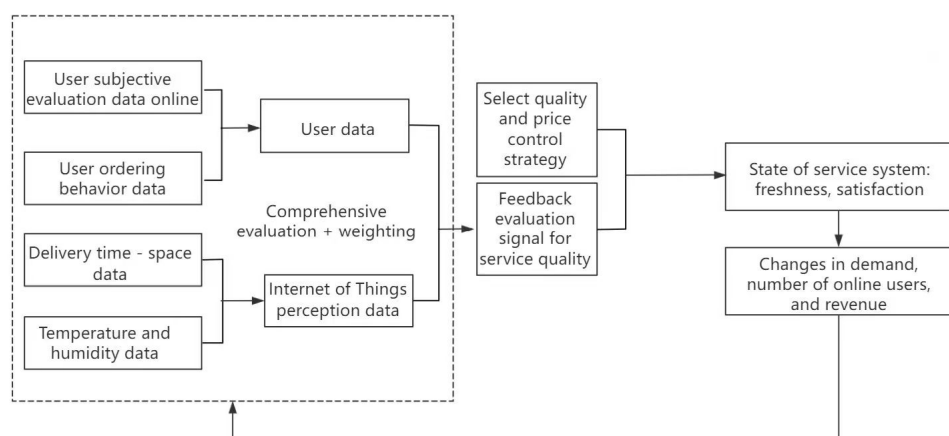 User subjective
evaluation data online
User ordering
behavior data
User data
Comprehensive
evaluation + weighting
Delivery time - space
data
Temperature and
humidity data
Internet of Things
perception data
Select quality
and price
control
strategy
Feedback
evaluation
signal for
service quality
State of service system:
freshness, satisfaction
Changes in demand,
number of online users,
and revenue